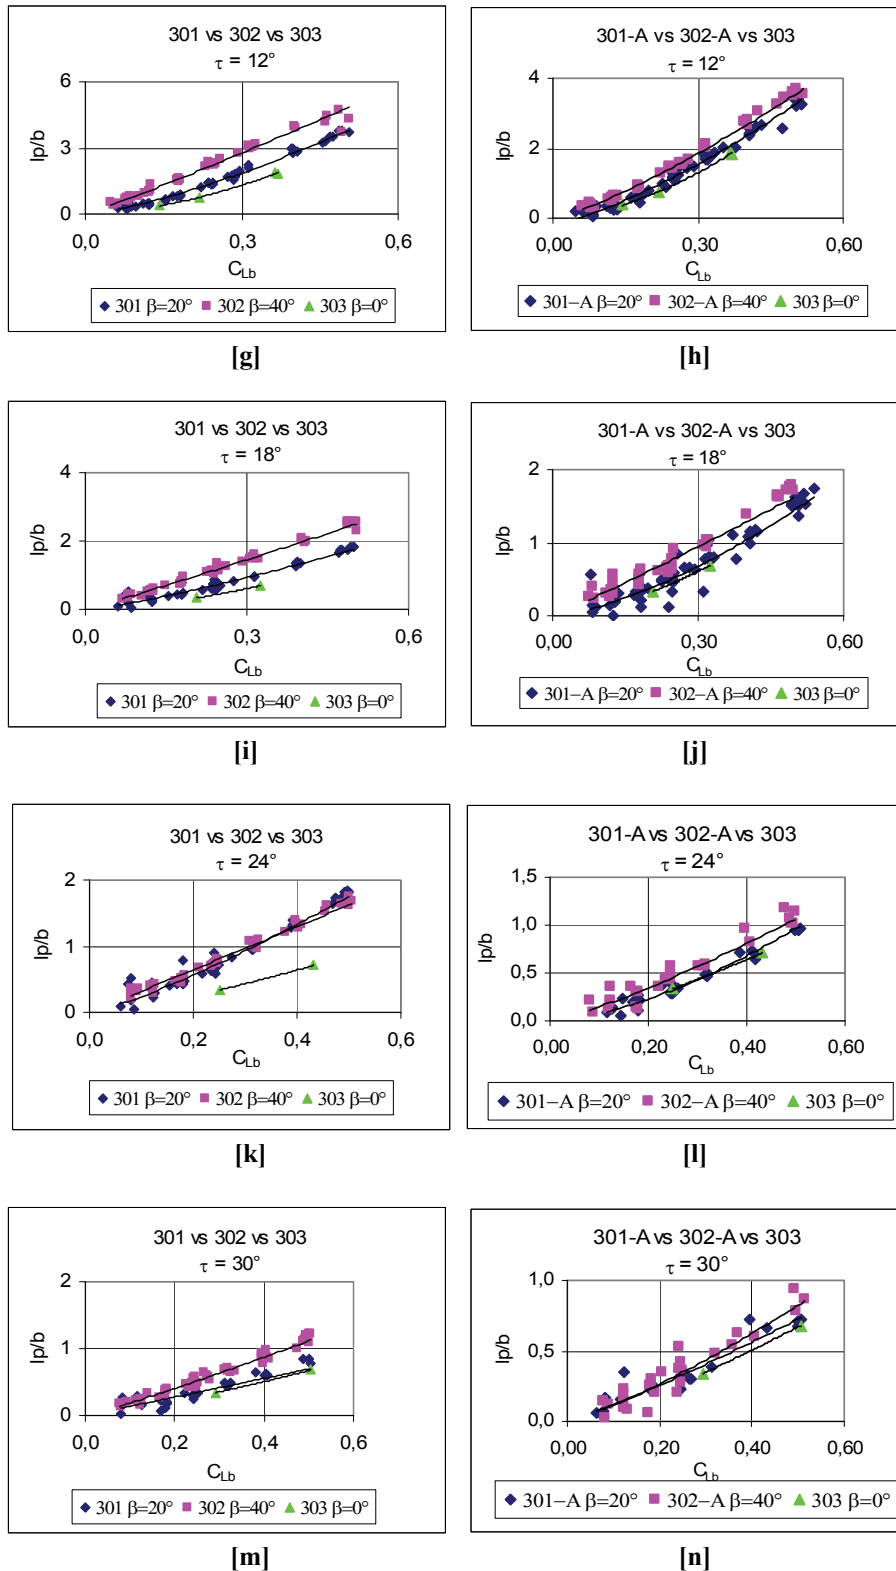 301 vs 302 vs 303
τ = 12°
6
3
0
lp/b
0,0 0,3 0,6
C_Lb
301 β=20° 302 β=40° 303 β=0°
[g]
301-A vs 302-A vs 303
τ = 12°
4
2
0
lp/b
0,00 0,30 0,60
C_Lb
301−A β=20° 302−A β=40° 303 β=0°
[h]
301 vs 302 vs 303
τ = 18°
4
2
0
lp/b
0,0 0,3 0,6
C_Lb
301 β=20° 302 β=40° 303 β=0°
[i]
301-A vs 302-A vs 303
τ = 18°
2
1
0
lp/b
0,00 0,30 0,60
C_Lb
301−A β=20° 302−A β=40° 303 β=0°
[j]
301 vs 302 vs 303
τ = 24°
2
1
0
lp/b
0,0 0,2 0,4 0,6
C_Lb
301 β=20° 302 β=40° 303 β=0°
[k]
301-A vs 302-A vs 303
τ = 24°
1,5
1,0
0,5
0,0
lp/b
0,00 0,20 0,40 0,60
C_Lb
301−A β=20° 302−A β=40° 303 β=0°
[l]
301 vs 302 vs 303
τ = 30°
2
1
0
lp/b
0,0 0,2 0,4 0,6
C_Lb
301 β=20° 302 β=40° 303 β=0°
[m]
301-A vs 302-A vs 303
τ = 30°
1,0
0,5
0,0
lp/b
0,00 0,20 0,40 0,60
C_Lb
301−A β=20° 302−A β=40° 303 β=0°
[n]